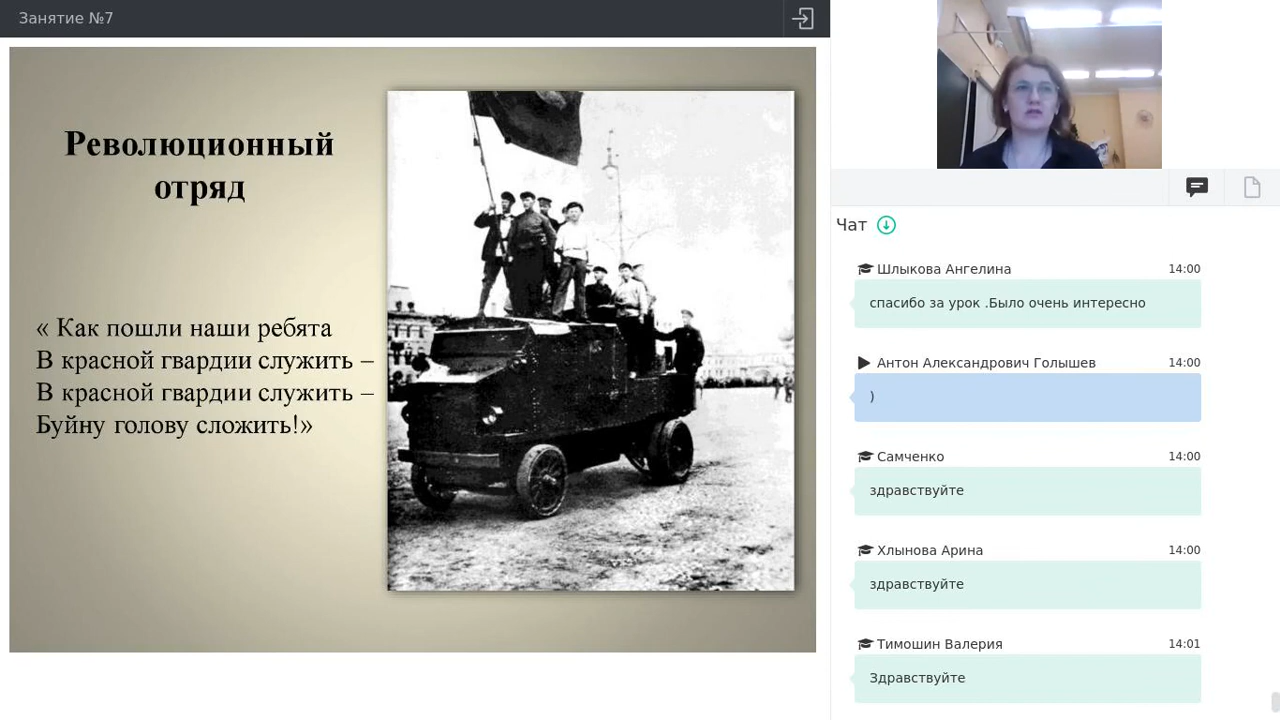 Занятие №7
Революционный
отряд
« Как пошли наши ребята
В красной гвардии служить –
В красной гвардии служить –
Буйну голову сложить!»
Чат
Шлыкова Ангелина 14:00
спасибо за урок .Было очень интересно
Антон Александрович Голышев 14:00
)
Самченко 14:00
здравствуйте
Хлынова Арина 14:00
здравствуйте
Тимошин Валерия 14:01
Здравствуйте